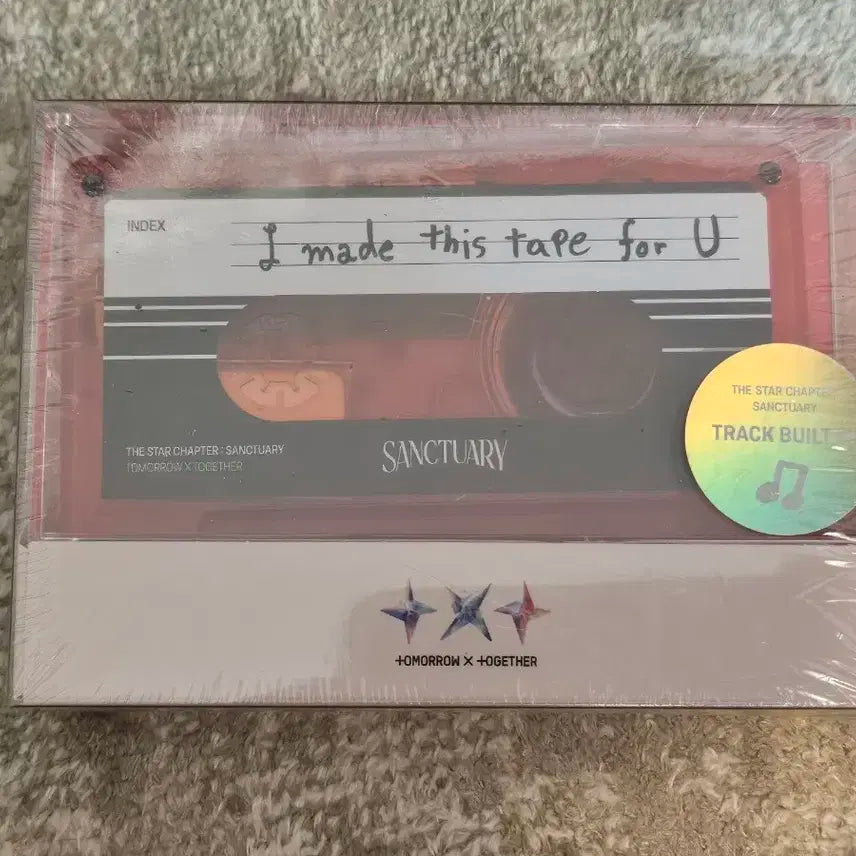 INDEX
I made this tape for U
THE STAR CHAPTER : SANCTUARY
TOMORROW X TOGETHER
SANCTUARY
THE STAR CHAPTER
SANCTUARY
TRACK BUILT
TOMORROW X TOGETHER